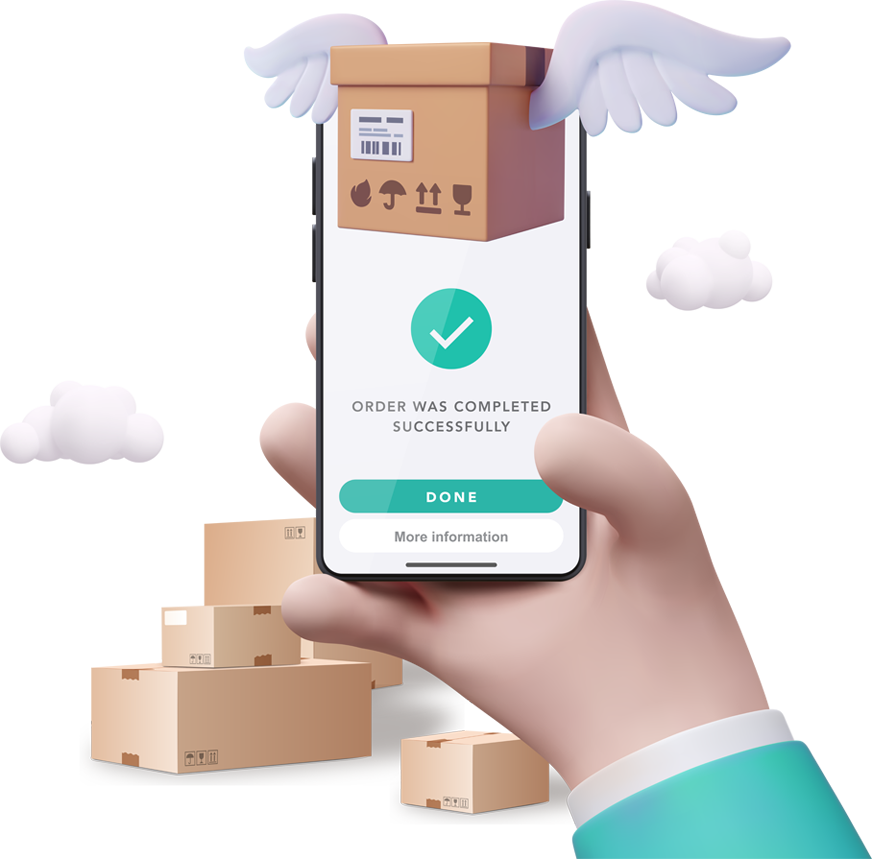 ORDER WAS COMPLETED
SUCCESSFULLY
DONE
More information